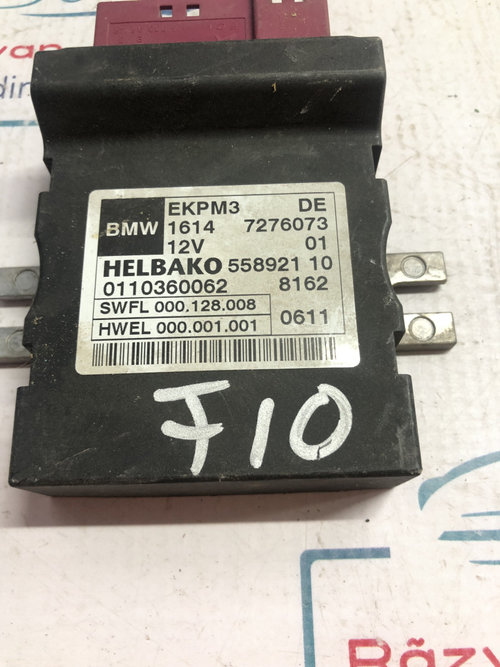 EKPM3 DE
BMW 1614 7276073
12V 01
HELBAKO 558921 10
0110360062 8162
SWFL 000.128.008
HWEL 000.001.001 0611
F10
Răzv